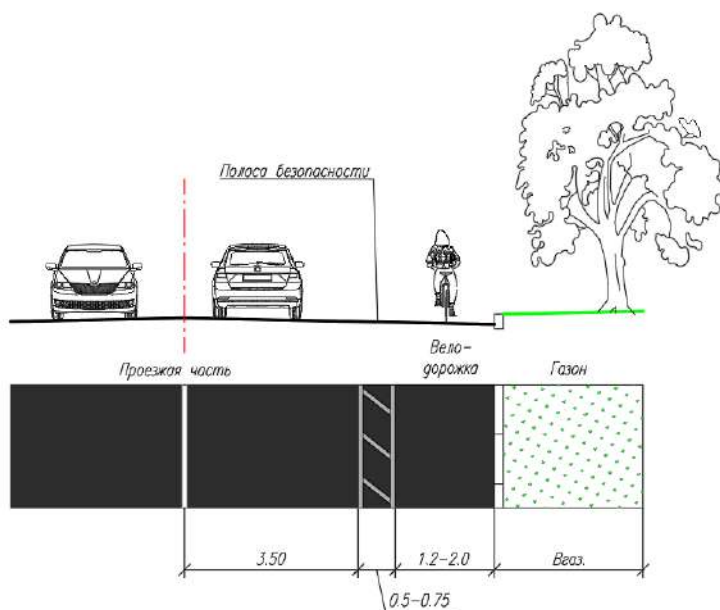 Полоса безопасности
Вело-
Проезжая часть
дорожка
Газон
3.50
1.2-2.0
Вгаз.
0.5-0.75